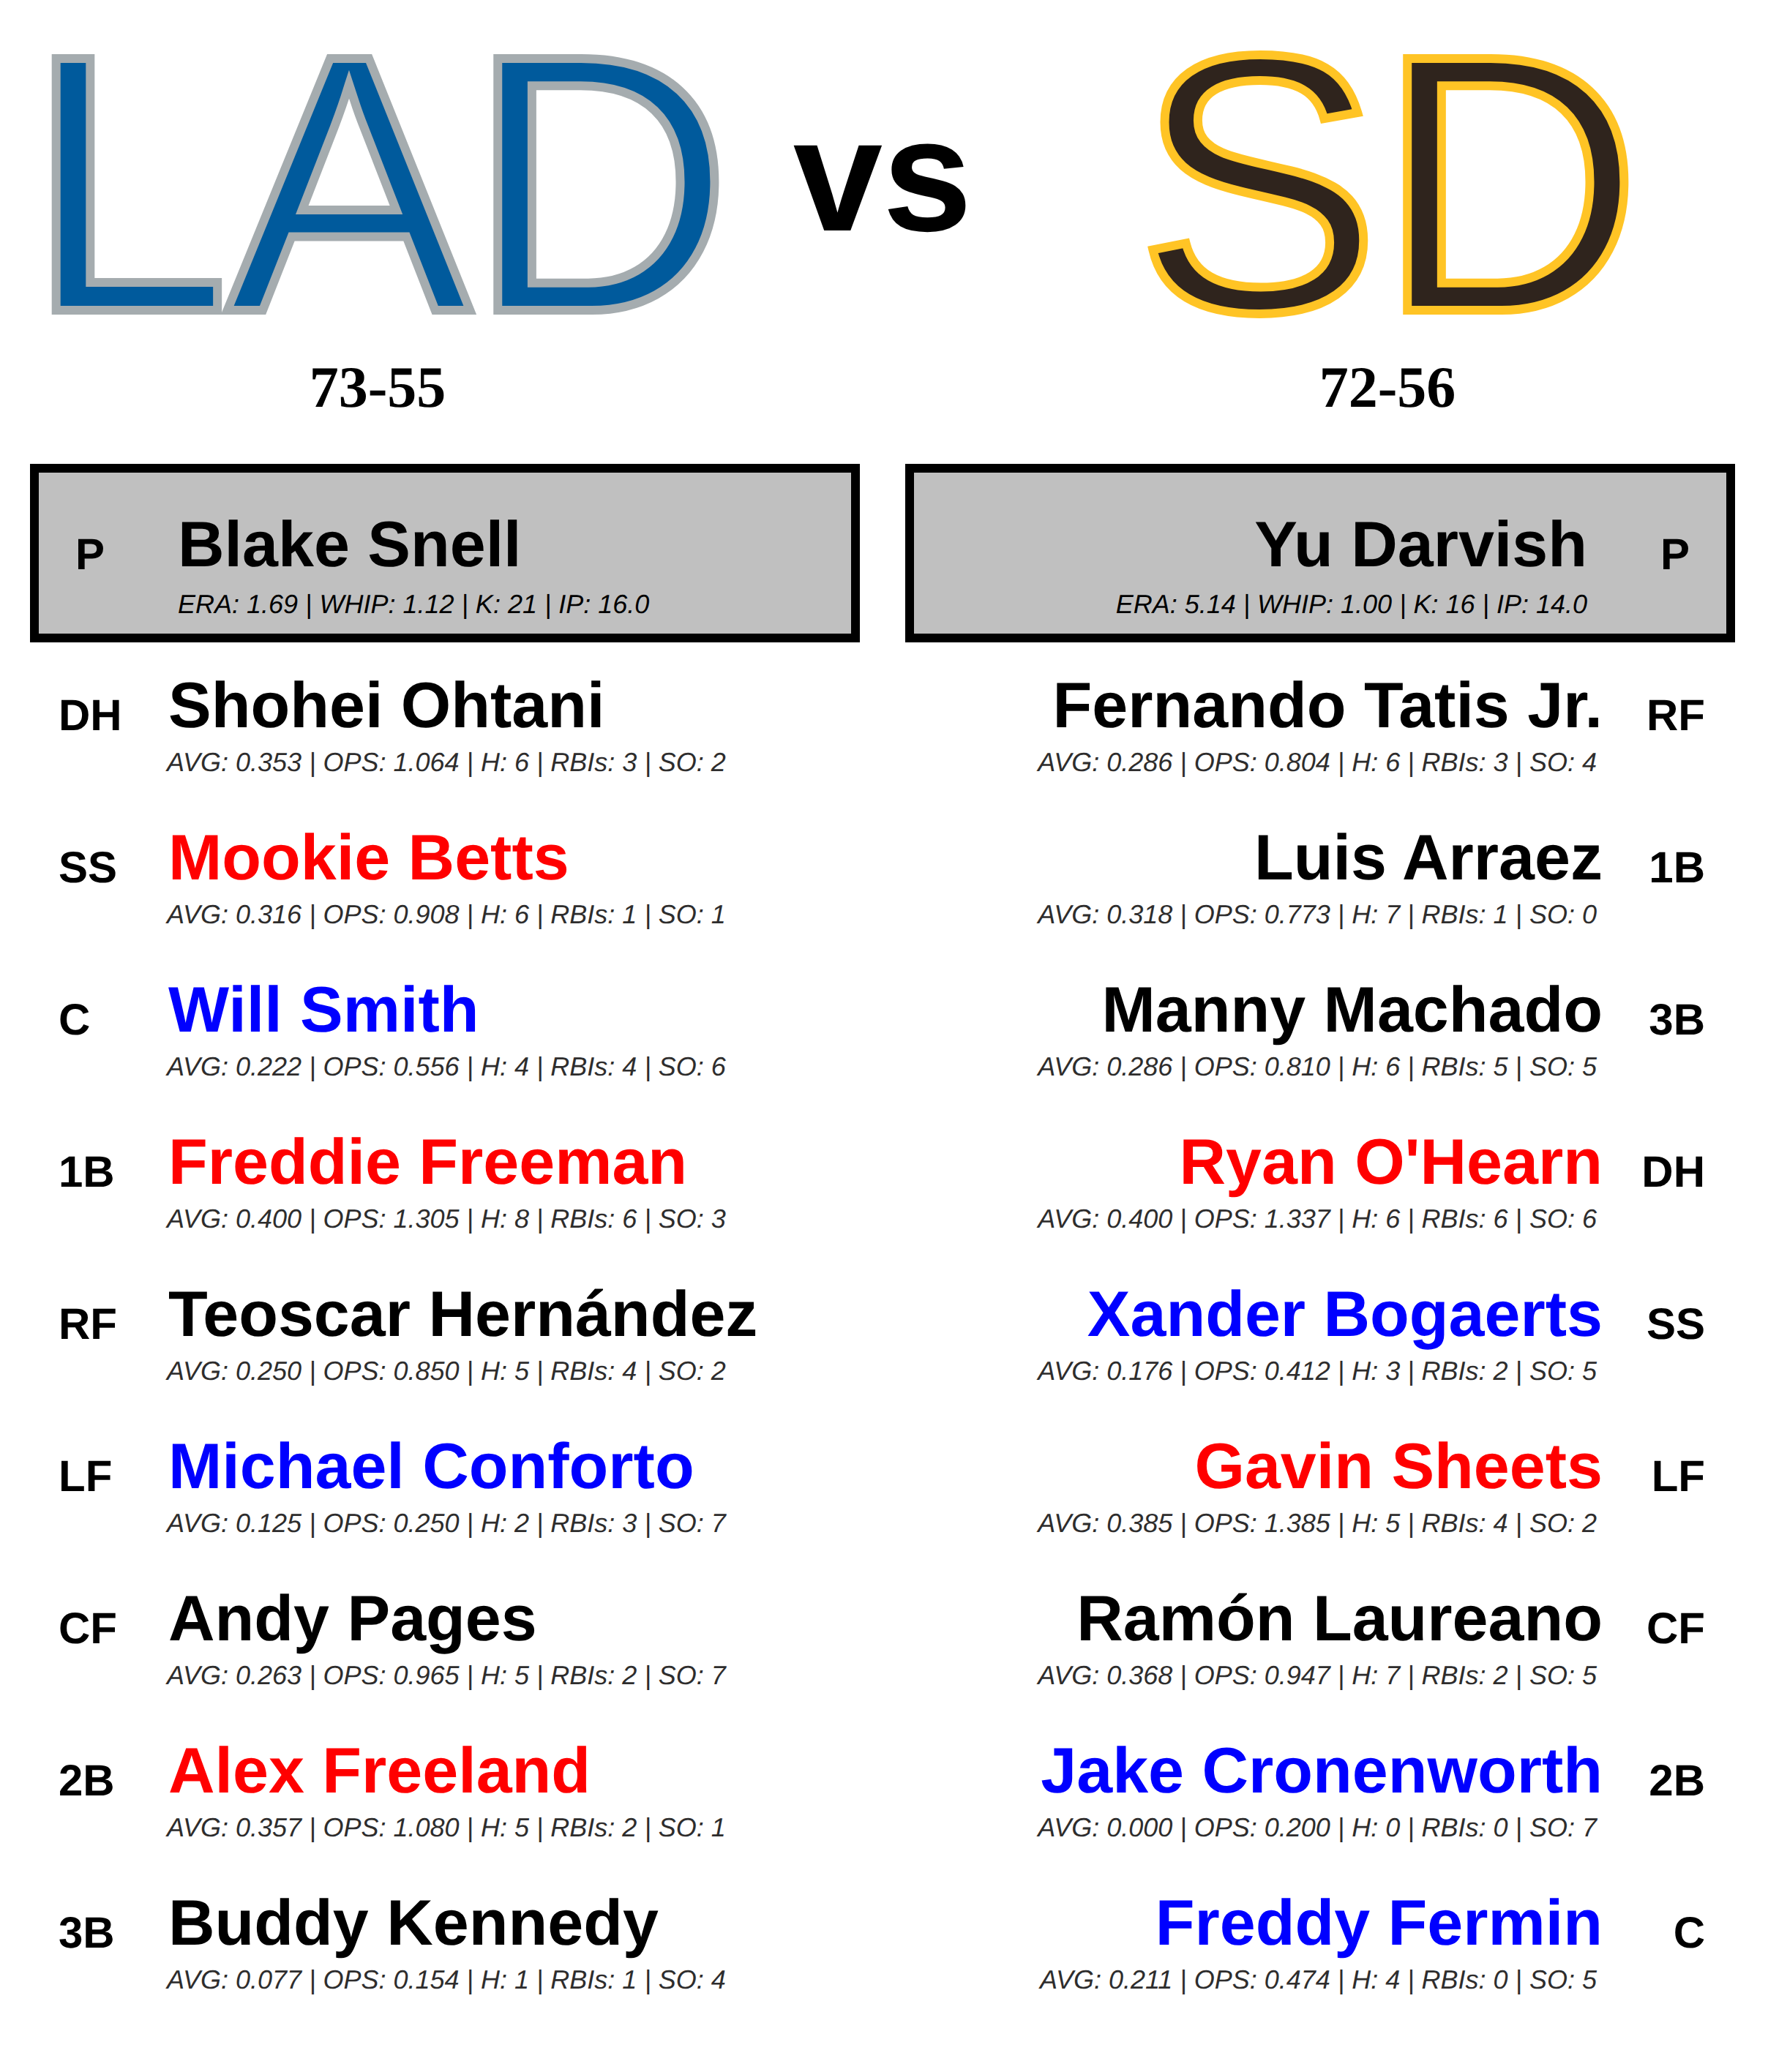 LAD vs SD
73-55 72-56
P Blake Snell Yu Darvish P
ERA: 1.69 | WHIP: 1.12 | K: 21 | IP: 16.0 ERA: 5.14 | WHIP: 1.00 | K: 16 | IP: 14.0
DH Shohei Ohtani Fernando Tatis Jr. RF
AVG: 0.353 | OPS: 1.064 | H: 6 | RBIs: 3 | SO: 2 AVG: 0.286 | OPS: 0.804 | H: 6 | RBIs: 3 | SO: 4
SS Mookie Betts Luis Arraez 1B
AVG: 0.316 | OPS: 0.908 | H: 6 | RBIs: 1 | SO: 1 AVG: 0.318 | OPS: 0.773 | H: 7 | RBIs: 1 | SO: 0
C Will Smith Manny Machado 3B
AVG: 0.222 | OPS: 0.556 | H: 4 | RBIs: 4 | SO: 6 AVG: 0.286 | OPS: 0.810 | H: 6 | RBIs: 5 | SO: 5
1B Freddie Freeman Ryan O'Hearn DH
AVG: 0.400 | OPS: 1.305 | H: 8 | RBIs: 6 | SO: 3 AVG: 0.400 | OPS: 1.337 | H: 6 | RBIs: 6 | SO: 6
RF Teoscar Hernández Xander Bogaerts SS
AVG: 0.250 | OPS: 0.850 | H: 5 | RBIs: 4 | SO: 2 AVG: 0.176 | OPS: 0.412 | H: 3 | RBIs: 2 | SO: 5
LF Michael Conforto Gavin Sheets LF
AVG: 0.125 | OPS: 0.250 | H: 2 | RBIs: 3 | SO: 7 AVG: 0.385 | OPS: 1.385 | H: 5 | RBIs: 4 | SO: 2
CF Andy Pages Ramón Laureano CF
AVG: 0.263 | OPS: 0.965 | H: 5 | RBIs: 2 | SO: 7 AVG: 0.368 | OPS: 0.947 | H: 7 | RBIs: 2 | SO: 5
2B Alex Freeland Jake Cronenworth 2B
AVG: 0.357 | OPS: 1.080 | H: 5 | RBIs: 2 | SO: 1 AVG: 0.000 | OPS: 0.200 | H: 0 | RBIs: 0 | SO: 7
3B Buddy Kennedy Freddy Fermin C
AVG: 0.077 | OPS: 0.154 | H: 1 | RBIs: 1 | SO: 4 AVG: 0.211 | OPS: 0.474 | H: 4 | RBIs: 0 | SO: 5